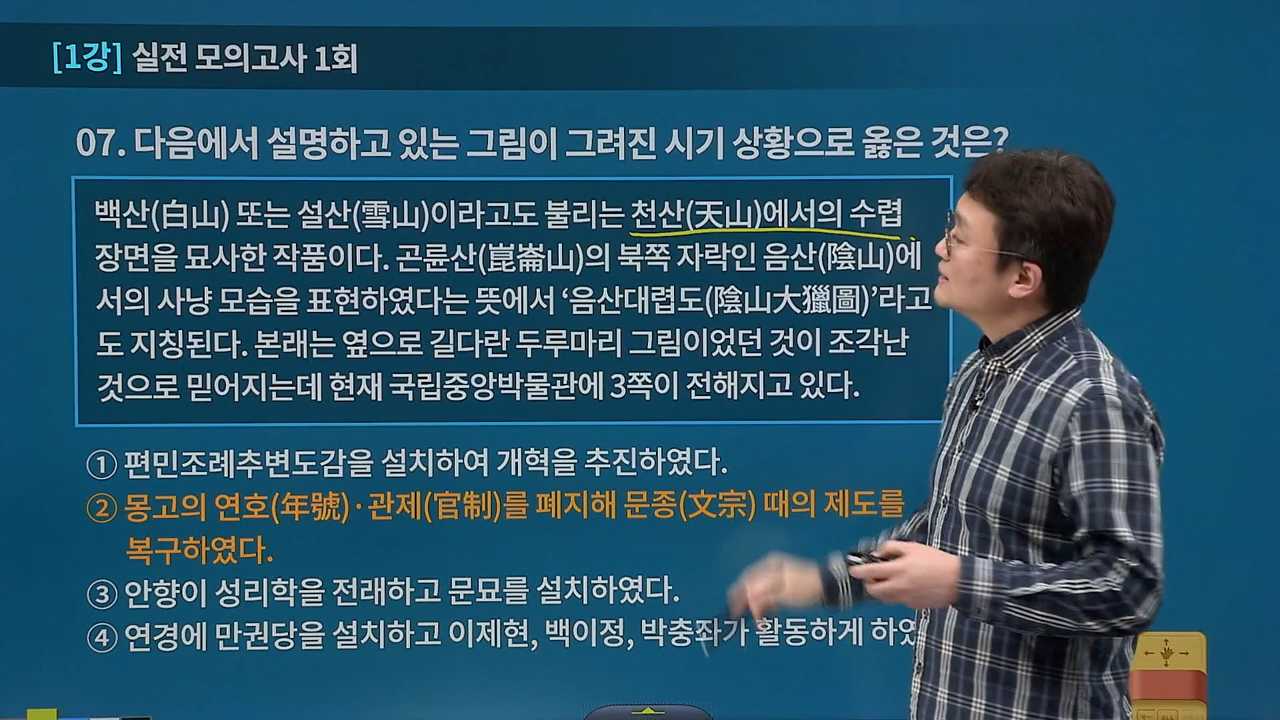 [1강] 실전 모의고사 1회
07. 다음에서 설명하고 있는 그림이 그려진 시기 상황으로 옳은 것은?
백산(白山) 또는 설산(雪山)이라고도 불리는 천산(天山)에서의 수렵
장면을 묘사한 작품이다. 곤륜산(崑崙山)의 북쪽 자락인 음산(陰山)에
서의 사냥 모습을 표현하였다는 뜻에서 ‘음산대렵도(陰山大獵圖)’라고
도 지칭된다. 본래는 옆으로 길다란 두루마리 그림이었던 것이 조각난
것으로 믿어지는데 현재 국립중앙박물관에 3쪽이 전해지고 있다.
① 편민조례추변도감을 설치하여 개혁을 추진하였다.
② 몽고의 연호(年號)·관제(官制)를 폐지해 문종(文宗) 때의 제도를
복구하였다.
③ 안향이 성리학을 전래하고 문묘를 설치하였다.
④ 연경에 만권당을 설치하고 이제현, 백이정, 박충좌가 활동하게